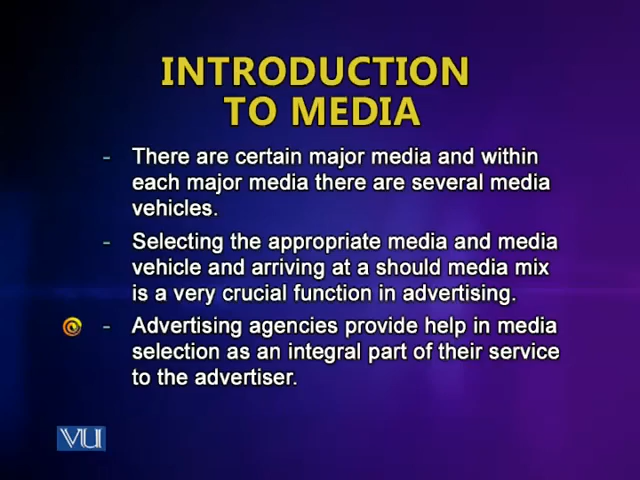 INTRODUCTION
TO MEDIA
- There are certain major media and within
each major media there are several media
vehicles.
- Selecting the appropriate media and media
vehicle and arriving at a should media mix
is a very crucial function in advertising.
- Advertising agencies provide help in media
selection as an integral part of their service
to the advertiser.
VU